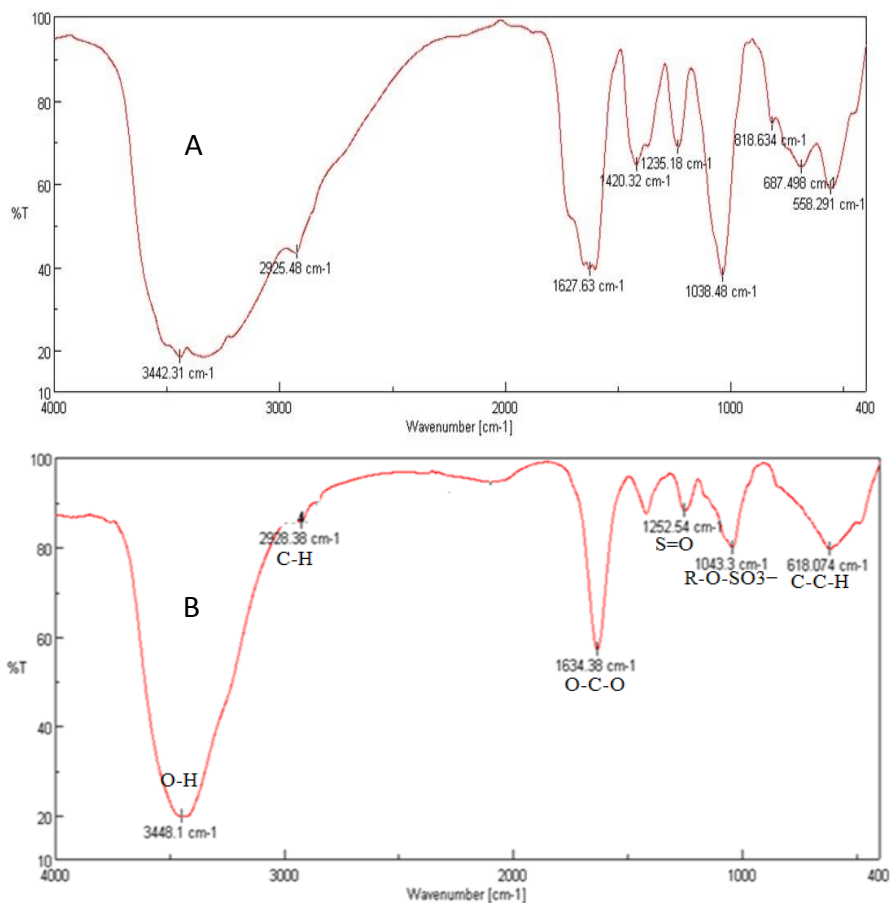 100
A
80
818.634 cm-1
1235.18 cm-1
1420.32 cm-1
687.498 cm-1
60
558.291 cm-1
%T
2925.48 cm-1
40
1627.63 cm-1
1038.48 cm-1
20
3442.31 cm-1
10
4000 3000 2000 1000 400
Wavenumber [cm-1]
100
2928.38 cm-1
C-H
1252.54 cm-1
S=O
80
1043.3 cm-1
R-O-SO3−
618.074 cm-1
C-C-H
B
60
%T
1634.38 cm-1
O-C-O
40
O-H
20
3448.1 cm-1
10
4000 3000 2000 1000 400
Wavenumber [cm-1]